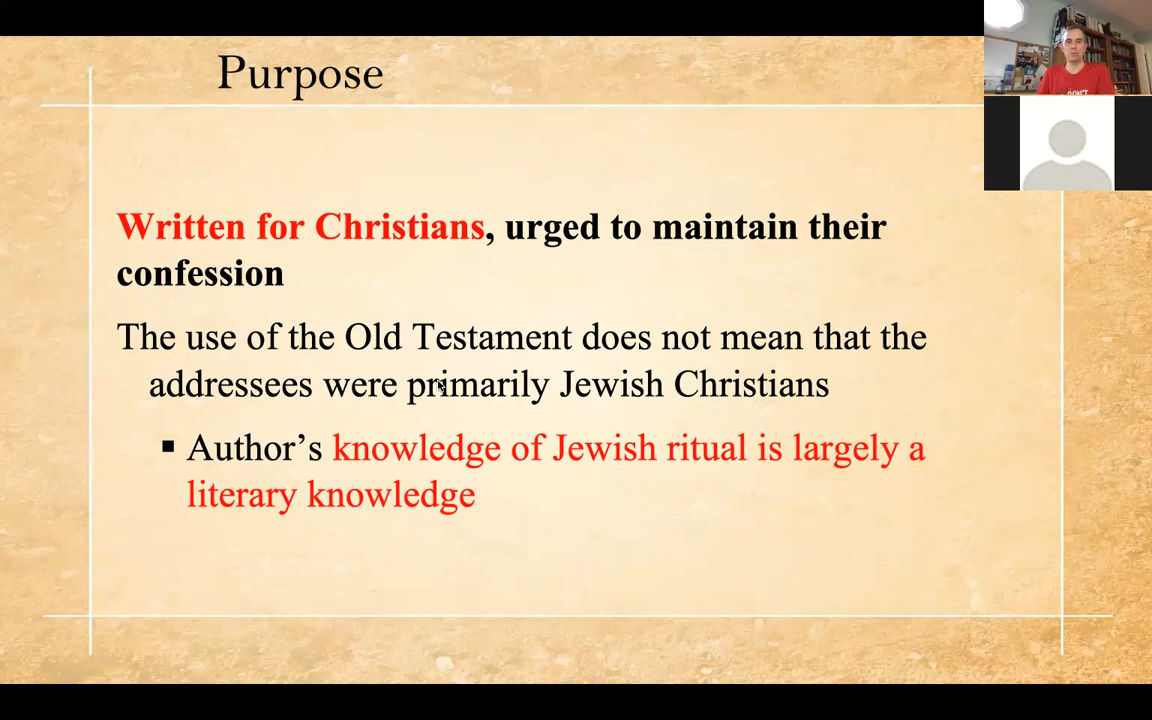 Purpose
Written for Christians, urged to maintain their
confession
The use of the Old Testament does not mean that the
addressees were primarily Jewish Christians
▪ Author’s knowledge of Jewish ritual is largely a
literary knowledge